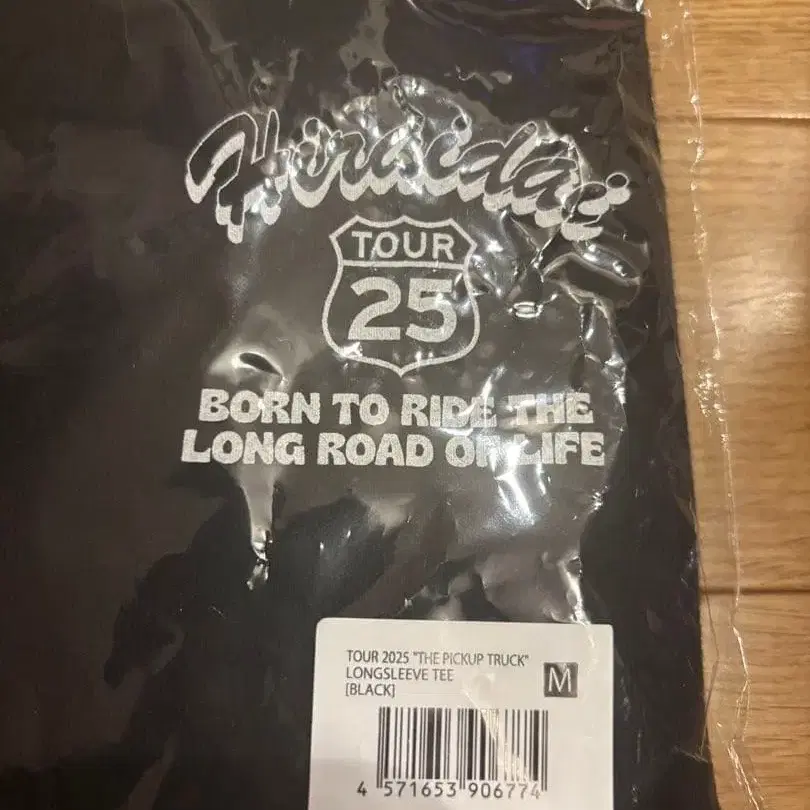 Hiraidai
TOUR
25
BORN TO RIDE THE
LONG ROAD OF LIFE
TOUR 2025 "THE PICKUP TRUCK"
LONGSLEEVE TEE
[BLACK]
M
4 571653 906774